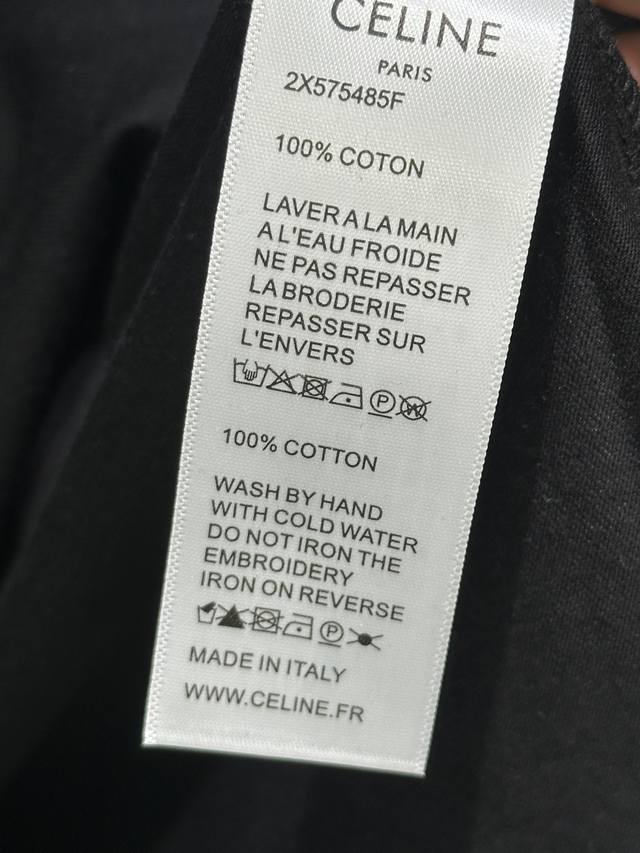 CELINE
PARIS
2X575485F
100% COTON
LAVER A LA MAIN
A L'EAU FROIDE
NE PAS REPASSER
LA BRODERIE
REPASSER SUR
L'ENVERS
P W
100% COTTON
WASH BY HAND
WITH COLD WATER
DO NOT IRON THE
EMBROIDERY
IRON ON REVERSE
P
MADE IN ITALY
WWW.CELINE.FR